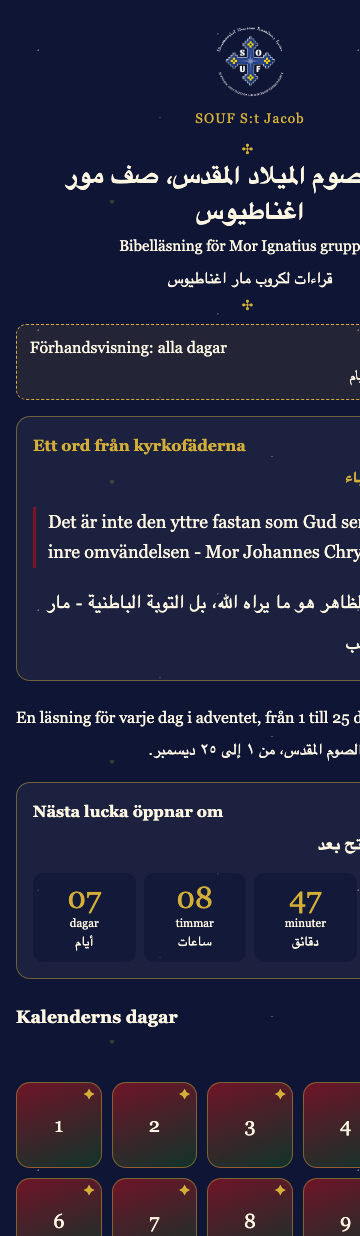 S O
U F
SOUF S:t Jacob
صوم الميلاد المقدس، صف مور
اغناطيوس
Bibelläsning för Mor Ignatius grupp
قراءات لكروب مار اغناطيوس
Förhandsvisning: alla dagar
Ett ord från kyrkofäderna
Det är inte den yttre fastan som Gud
inre omvändelsen - Mor Johannes
هو ما يراه الله، بل التوبة الباطنية - مار
En läsning för varje dag i adventet, från 1 till 25
الصوم المقدس، من ١ إلى ٢٥ ديسمبر.
Nästa lucka öppnar om
بعد
07 08 47
dagar timmar minuter
أيام ساعات دقائق
Kalenderns dagar
1 2 3 4
6 7 8 9